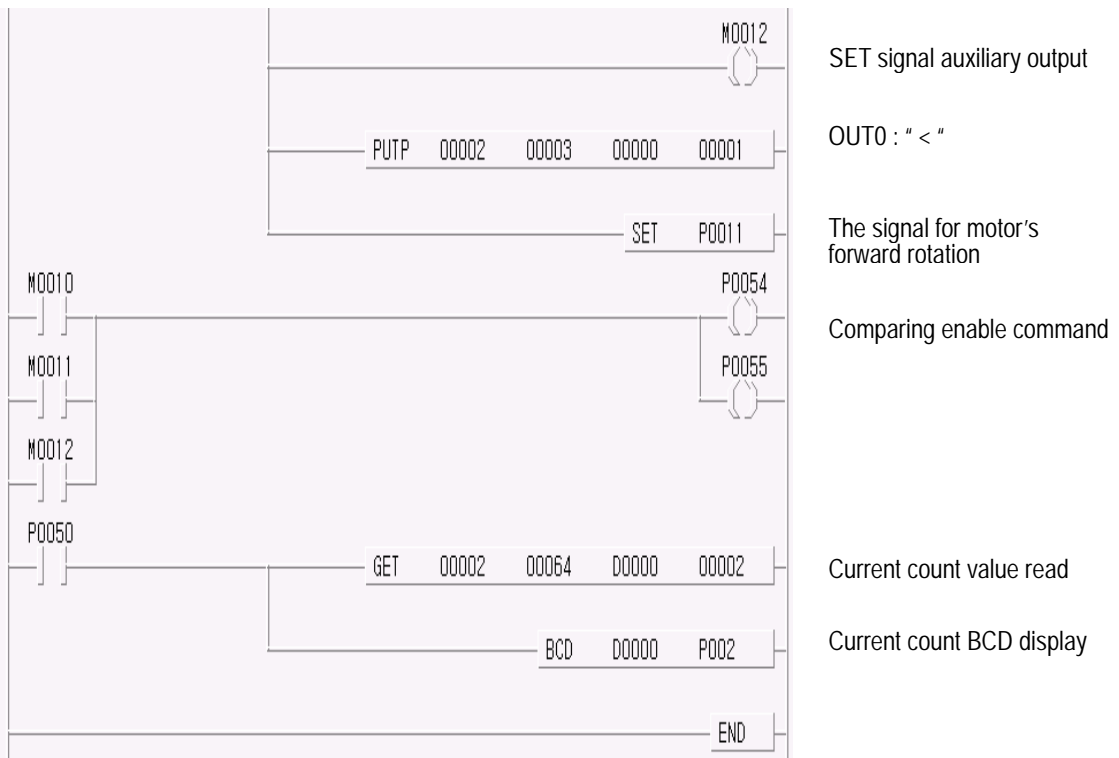 M0012
SET signal auxiliary output
PUTP 00002 00003 00000 00001
OUT0 : “ < “
SET P0011
The signal for motor’s
forward rotation
M0010
P0054
Comparing enable command
M0011
P0055
M0012
P0050
GET 00002 00064 D0000 00002
Current count value read
BCD D0000 P002
Current count BCD display
END